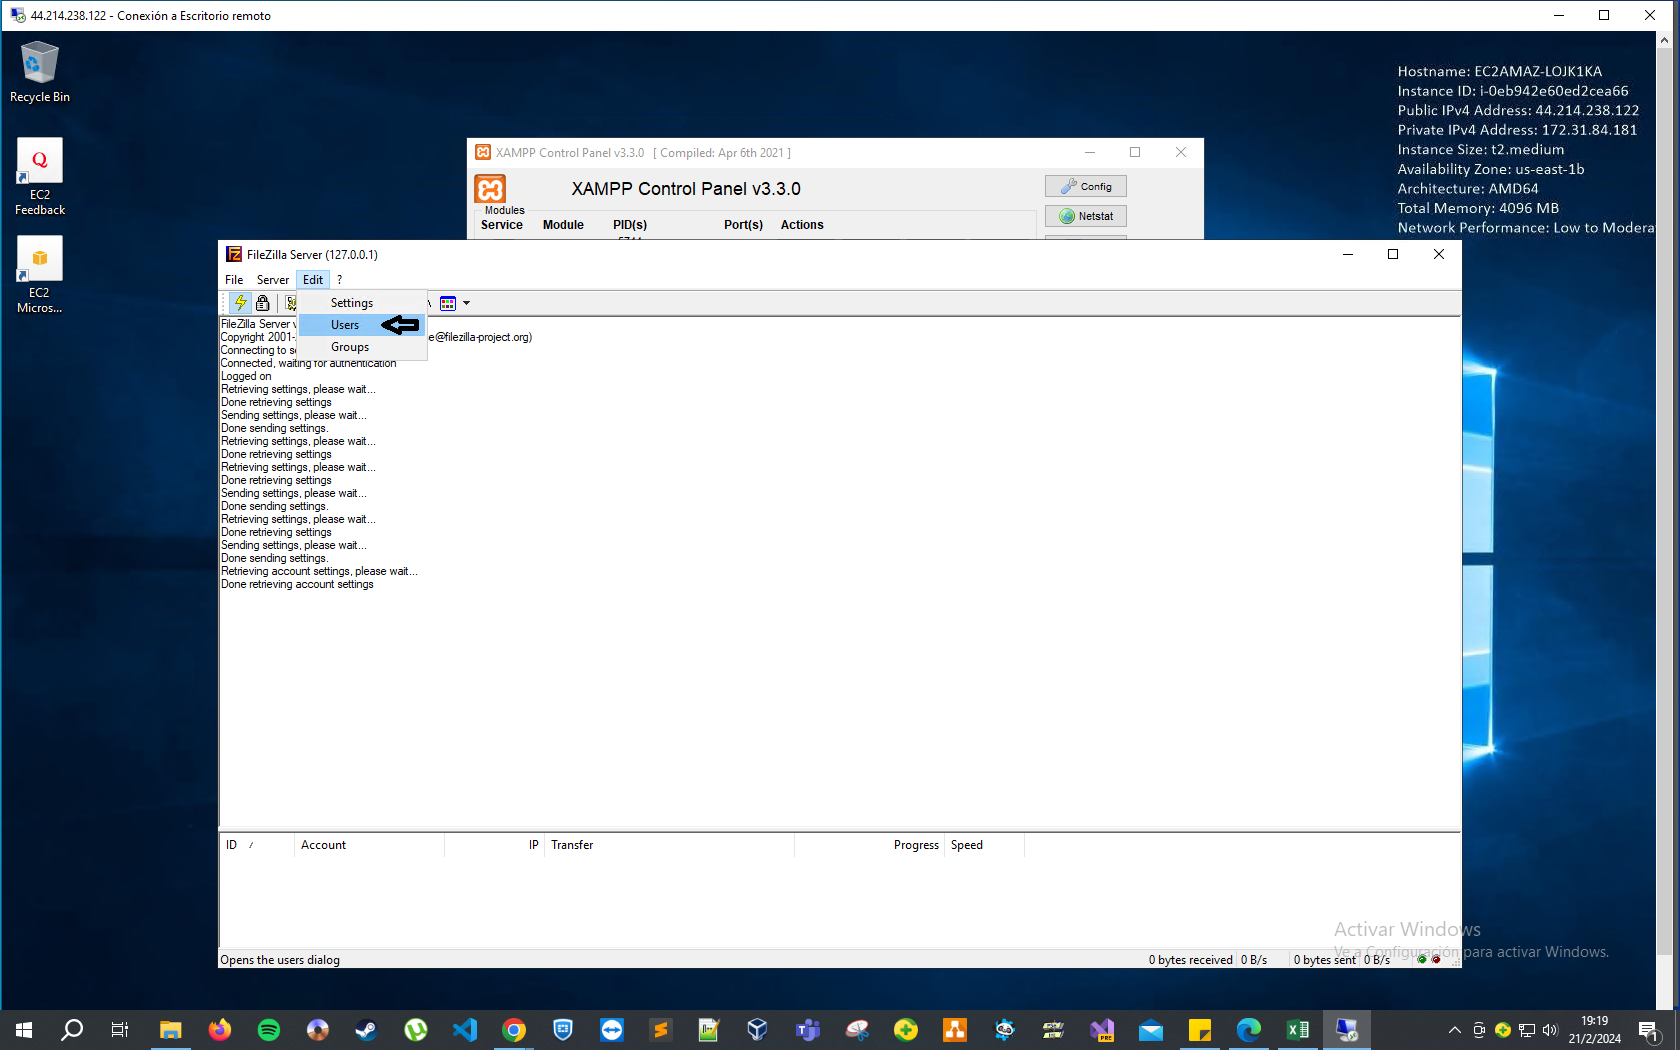 44.214.238.122 - Conexión a Escritorio remoto
Recycle Bin
EC2
Feedback
EC2
Micros...
Hostname: EC2AMAZ-LOJK1KA
Instance ID: i-0eb942e60ed2cea66
Public IPv4 Address: 44.214.238.122
Private IPv4 Address: 172.31.84.181
Instance Size: t2.medium
Availability Zone: us-east-1b
Architecture: AMD64
Total Memory: 4096 MB
Network Performance: Low to Modera
XAMPP Control Panel v3.3.0 [ Compiled: Apr 6th 2021 ]
XAMPP Control Panel v3.3.0
Config
Netstat
Modules
Service Module PID(s) Port(s) Actions
FileZilla Server (127.0.0.1)
File Server Edit ?
Settings
Users
Groups
FileZilla Server v
Copyright 2001- e@filezilla-project.org)
Connecting to s
Connected, waiting for authentication
Logged on
Retrieving settings, please wait...
Done retrieving settings
Sending settings, please wait...
Done sending settings.
Retrieving settings, please wait...
Done retrieving settings
Retrieving settings, please wait...
Done retrieving settings
Sending settings, please wait...
Done sending settings.
Retrieving settings, please wait...
Done retrieving settings
Sending settings, please wait...
Done sending settings.
Retrieving account settings, please wait...
Done retrieving account settings
ID / Account IP Transfer Progress Speed
Activar Windows
Ve a Configuración para activar Windows.
Opens the users dialog 0 bytes received 0 B/s 0 bytes sent 0 B/s
19:19
21/2/2024
1